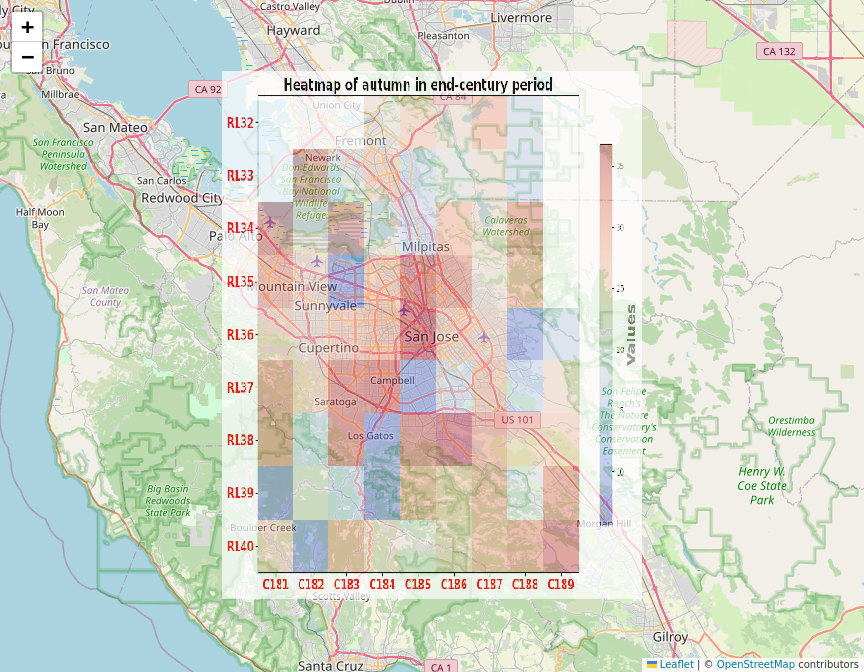 Castro Valley
Dublin
Livermore
Hayward
Pleasanton
CA 132
San Francisco
San Bruno
Millbrae
CA 92
Heatmap of autumn in end-century period
CA 84
Union City
San Mateo
R132
Fremont
San Francisco
Peninsula
Watershed
Newark
Don Edwards
San Francisco
Bay National
Wildlife
Refuge
R133
San Carlos
Redwood City
35
Half Moon
Bay
R134
Palo Alto
Calaveras
Watershed
30
Milpitas
R135
Mountain View
San Mateo
County
25
Sunnyvale
R136
San Jose
Values
Cupertino
20
R137
Campbell
Saratoga
San Felipe
Ranch's
The Nature
Conservatory's
Conservation
Easement
US 101
Orestimba
Wilderness
R138
Los Gatos
10
Henry W.
Coe State
Park
R139
Big Basin
Redwoods
State Park
Boulder Creek
Morgan Hill
R140
C181 C182 C183 C184 C185 C186 C187 C188 C189
Scotts Valley
Gilroy
Santa Cruz
CA 1
Leaflet | © OpenStreetMap contributors
+
−